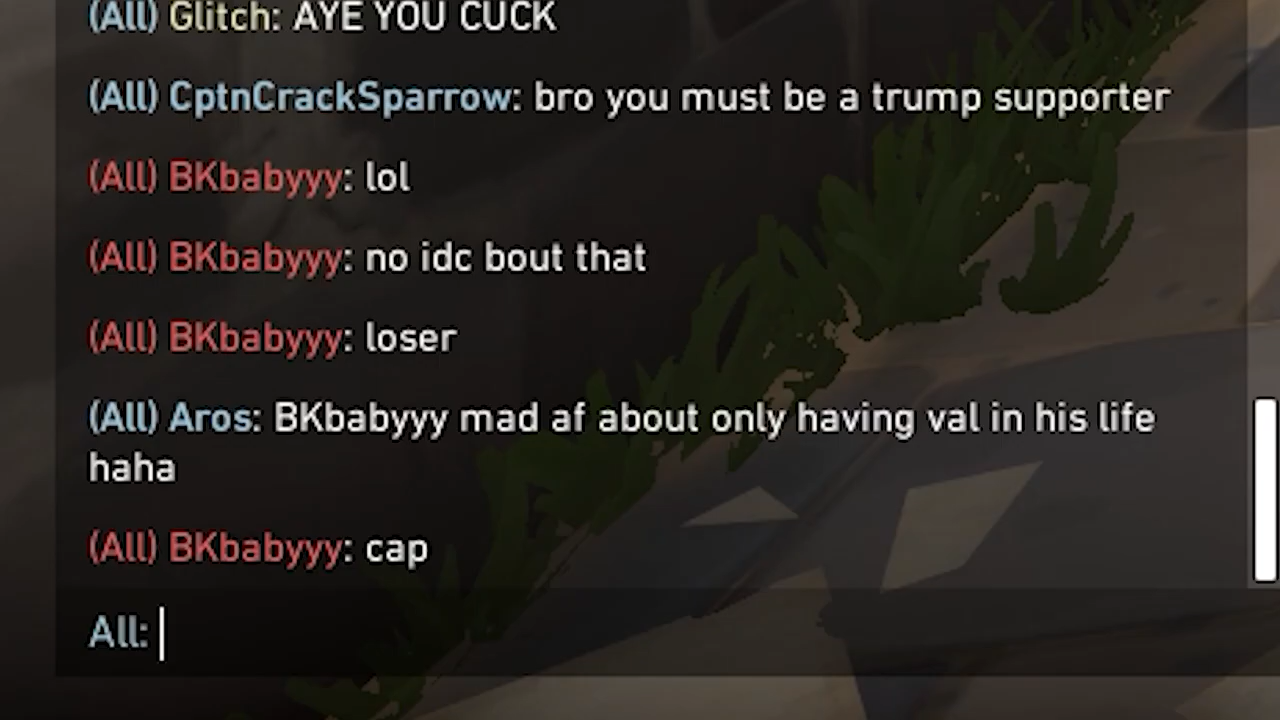 (All) Glitch: AYE YOU CUCK
(All) CptnCrackSparrow: bro you must be a trump supporter
(All) BKbabyyy: lol
(All) BKbabyyy: no idc bout that
(All) BKbabyyy: loser
(All) Aros: BKbabyyy mad af about only having val in his life
haha
(All) BKbabyyy: cap
All: